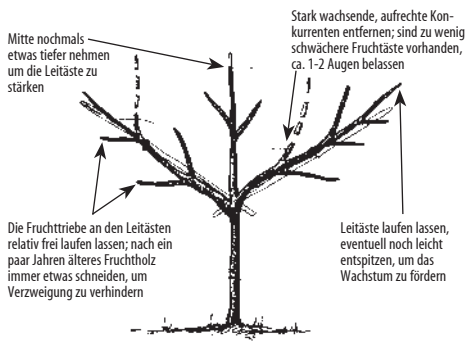 Stark wachsende, aufrechte Kon-
kurrenten entfernen; sind zu wenig
schwächere Fruchtäste vorhanden,
ca. 1-2 Augen belassen
Mitte nochmals
etwas tiefer nehmen
um die Leitäste zu
stärken
Die Fruchttriebe an den Leitästen
relativ frei laufen lassen; nach ein
paar Jahren älteres Fruchtholz
immer etwas schneiden, um
Verzweigung zu verhindern
Leitäste laufen lassen,
eventuell noch leicht
entspitzen, um das
Wachstum zu fördern